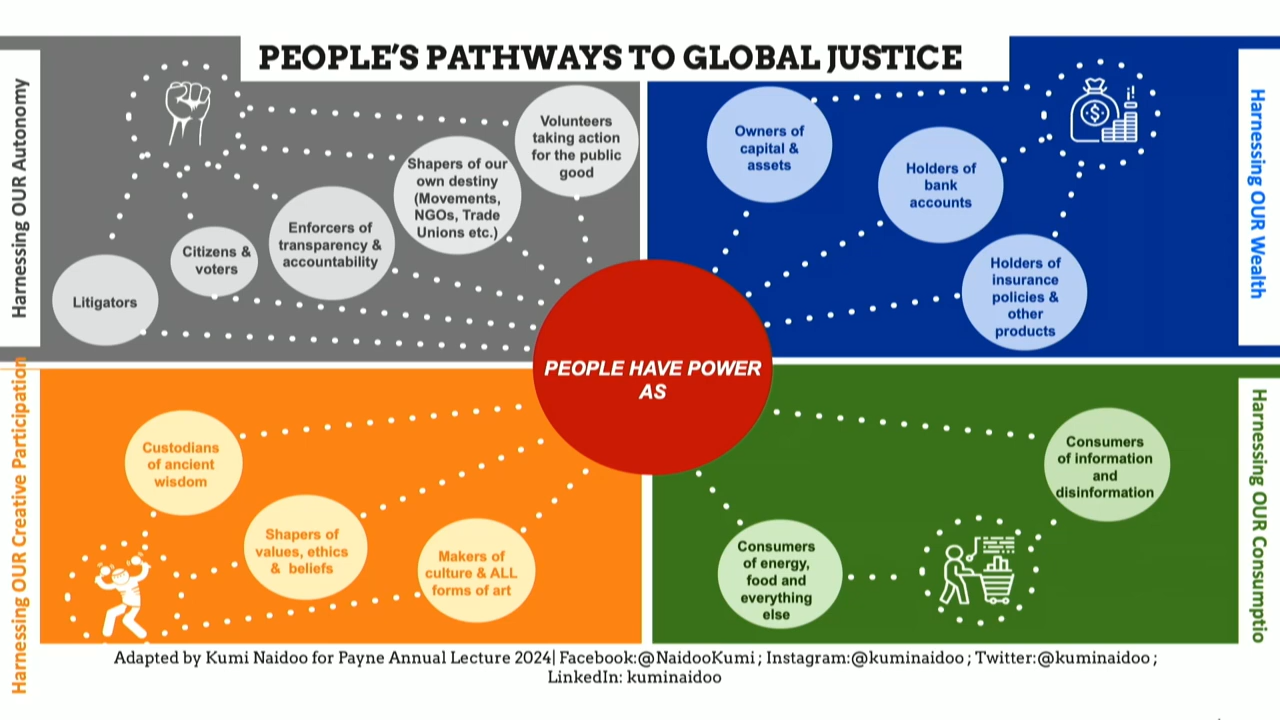 PEOPLE'S PATHWAYS TO GLOBAL JUSTICE
Harnessing OUR Autonomy
Litigators
Citizens &
voters
Enforcers of
transparency &
accountability
Shapers of our
own destiny
(Movements,
NGOs, Trade
Unions etc.)
Volunteers
taking action
for the public
good
Owners of
capital &
assets
Holders of
bank
accounts
Holders of
insurance
policies &
other
products
Harnessing OUR Wealth
PEOPLE HAVE POWER
AS
Harnessing OUR Creative Participation
Custodians
of ancient
wisdom
Shapers of
values, ethics
& beliefs
Makers of
culture & ALL
forms of art
Consumers
of energy,
food and
everything
else
Consumers
of information
and
disinformation
Harnessing OUR Consumptio
Adapted by Kumi Naidoo for Payne Annual Lecture 2024| Facebook:@NaidooKumi ; Instagram:@kuminaidoo ; Twitter:@kuminaidoo ;
LinkedIn: kuminaidoo